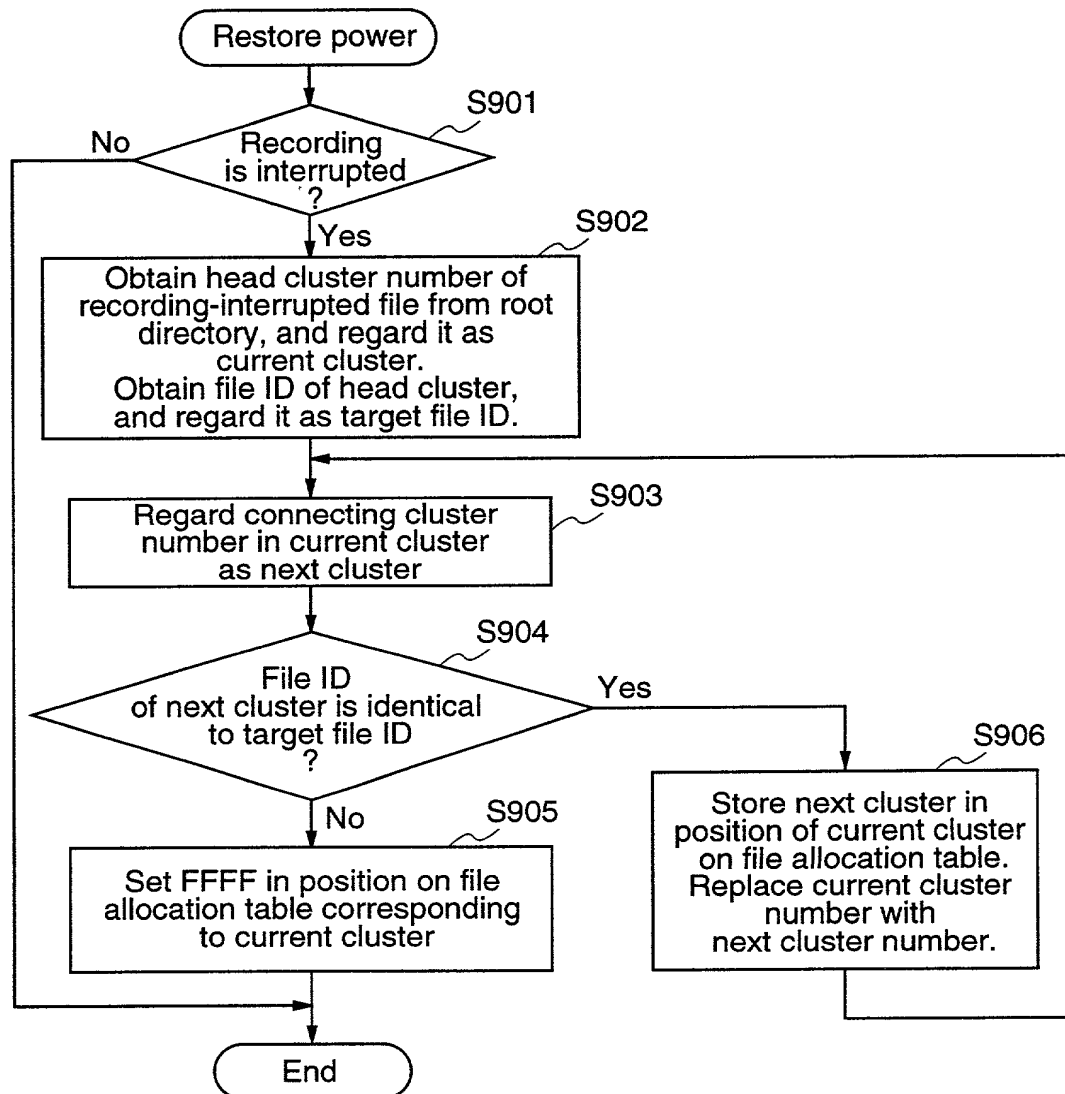 Restore power
S901
No
Recording
is interrupted
?
Yes
S902
Obtain head cluster number of
recording-interrupted file from root
directory, and regard it as
current cluster.
Obtain file ID of head cluster,
and regard it as target file ID.
S903
Regard connecting cluster
number in current cluster
as next cluster
S904
File ID
of next cluster is identical
to target file ID
?
Yes
No
S905
Set FFFF in position on file
allocation table corresponding
to current cluster
S906
Store next cluster in
position of current cluster
on file allocation table.
Replace current cluster
number with
next cluster number.
End